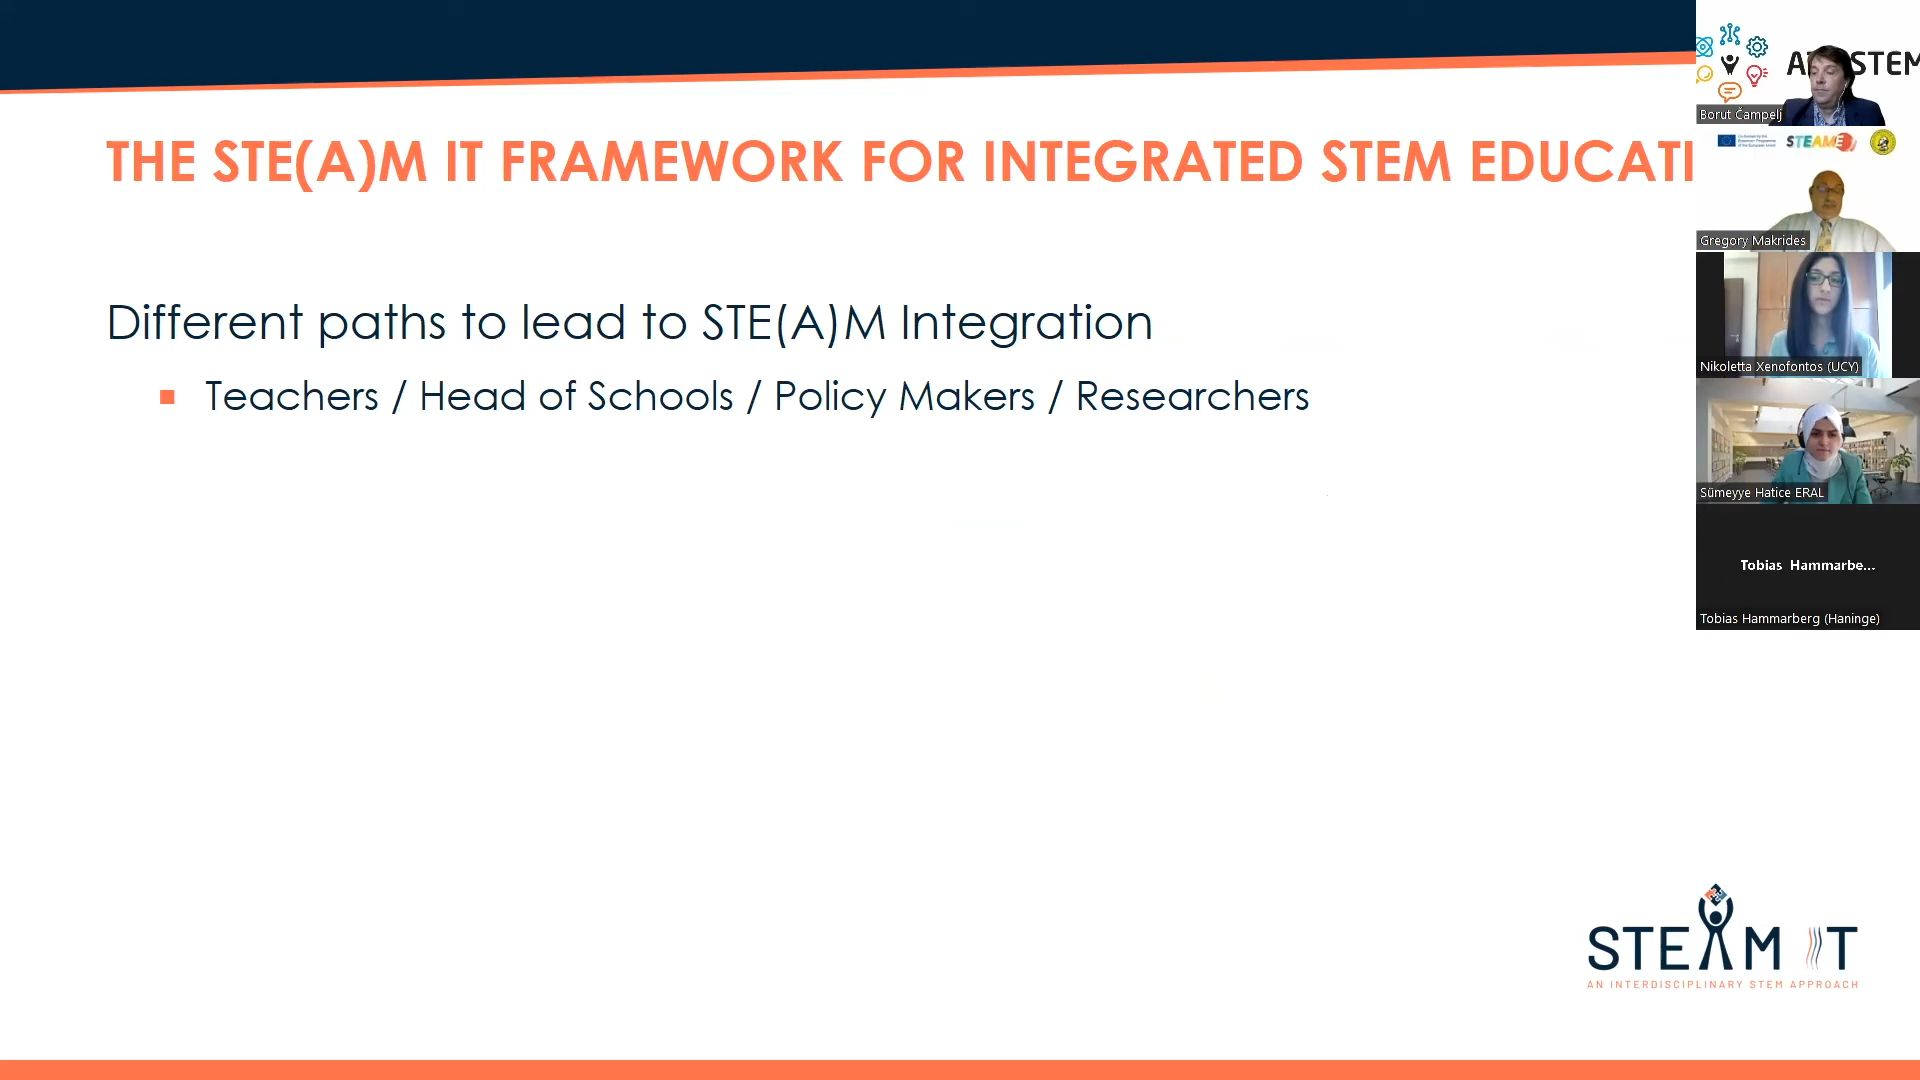 THE STE(A)M IT FRAMEWORK FOR INTEGRATED STEM EDUCATI
Different paths to lead to STE(A)M Integration
Teachers / Head of Schools / Policy Makers / Researchers
STEM
Borut Čampelj
STEAME
Gregory Makrides
Nikoletta Xenofontos (UCY)
Sümeyye Hatice ERAL
Tobias Hammarbe...
Tobias Hammarberg (Haninge)
STEAM IT
AN INTERDISCIPLINARY STEM APPROACH